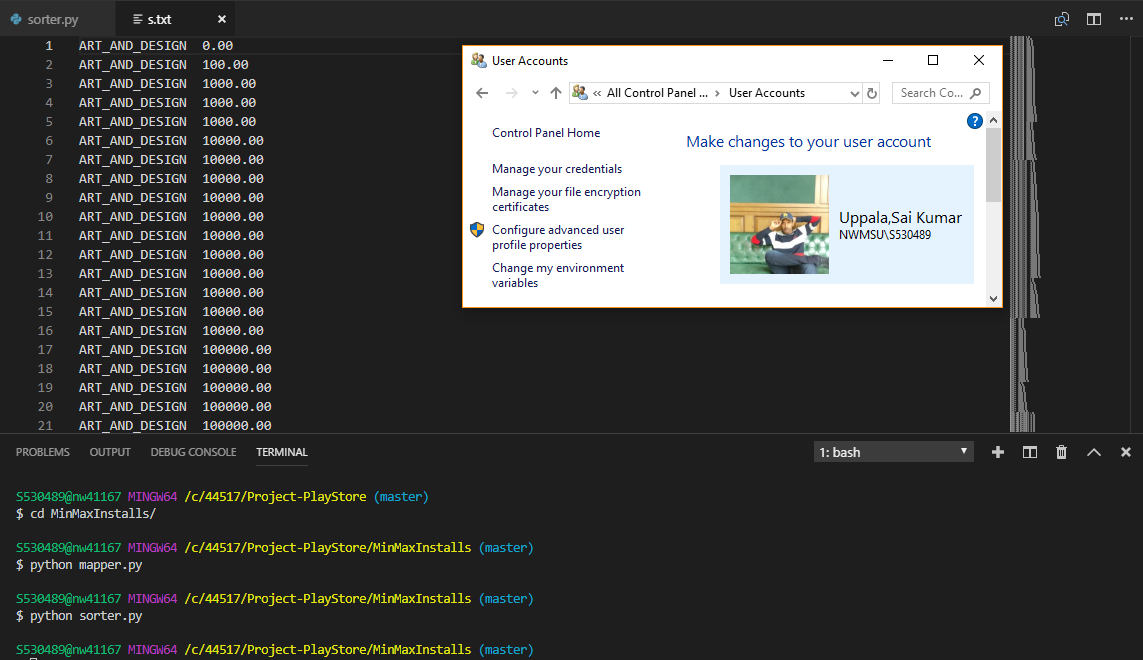 sorter.py
s.txt
1 ART_AND_DESIGN 0.00
2 ART_AND_DESIGN 100.00
3 ART_AND_DESIGN 1000.00
4 ART_AND_DESIGN 1000.00
5 ART_AND_DESIGN 1000.00
6 ART_AND_DESIGN 10000.00
7 ART_AND_DESIGN 10000.00
8 ART_AND_DESIGN 10000.00
9 ART_AND_DESIGN 10000.00
10 ART_AND_DESIGN 10000.00
11 ART_AND_DESIGN 10000.00
12 ART_AND_DESIGN 10000.00
13 ART_AND_DESIGN 10000.00
14 ART_AND_DESIGN 10000.00
15 ART_AND_DESIGN 10000.00
16 ART_AND_DESIGN 10000.00
17 ART_AND_DESIGN 100000.00
18 ART_AND_DESIGN 100000.00
19 ART_AND_DESIGN 100000.00
20 ART_AND_DESIGN 100000.00
21 ART_AND_DESIGN 100000.00
User Accounts
« All Control Panel ... › User Accounts
Search Co...
Control Panel Home
Manage your credentials
Manage your file encryption
certificates
Configure advanced user
profile properties
Change my environment
variables
Make changes to your user account
Uppala,Sai Kumar
NWMSU\S530489
PROBLEMS OUTPUT DEBUG CONSOLE TERMINAL
1: bash
S530489@nw41167 MINGW64 /c/44517/Project-PlayStore (master)
$ cd MinMaxInstalls/
S530489@nw41167 MINGW64 /c/44517/Project-PlayStore/MinMaxInstalls (master)
$ python mapper.py
S530489@nw41167 MINGW64 /c/44517/Project-PlayStore/MinMaxInstalls (master)
$ python sorter.py
S530489@nw41167 MINGW64 /c/44517/Project-PlayStore/MinMaxInstalls (master)